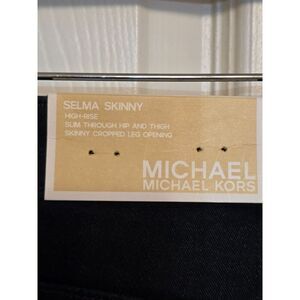 SELMA SKINNY
HIGH-RISE
SLIM THROUGH HIP AND THIGH
SKINNY CROPPED LEG OPENING
MICHAEL
MICHAEL KORS